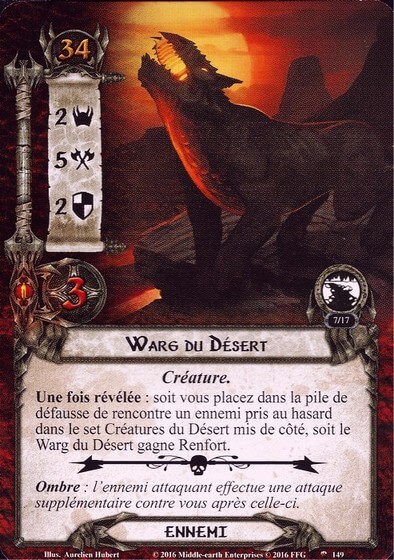 34
2
5
2
3
7/17
Warg du Désert
Créature.
Une fois révélée : soit vous placez dans la pile de
défausse de rencontre un ennemi pris au hasard
dans le set Créatures du Désert mis de côté, soit le
Warg du Désert gagne Renfort.
Ombre : l'ennemi attaquant effectue une attaque
supplémentaire contre vous après celle-ci.
ENNEMI
Illus. Aurelien Hubert © 2016 Middle-earth Enterprises © 2016 FFG 149